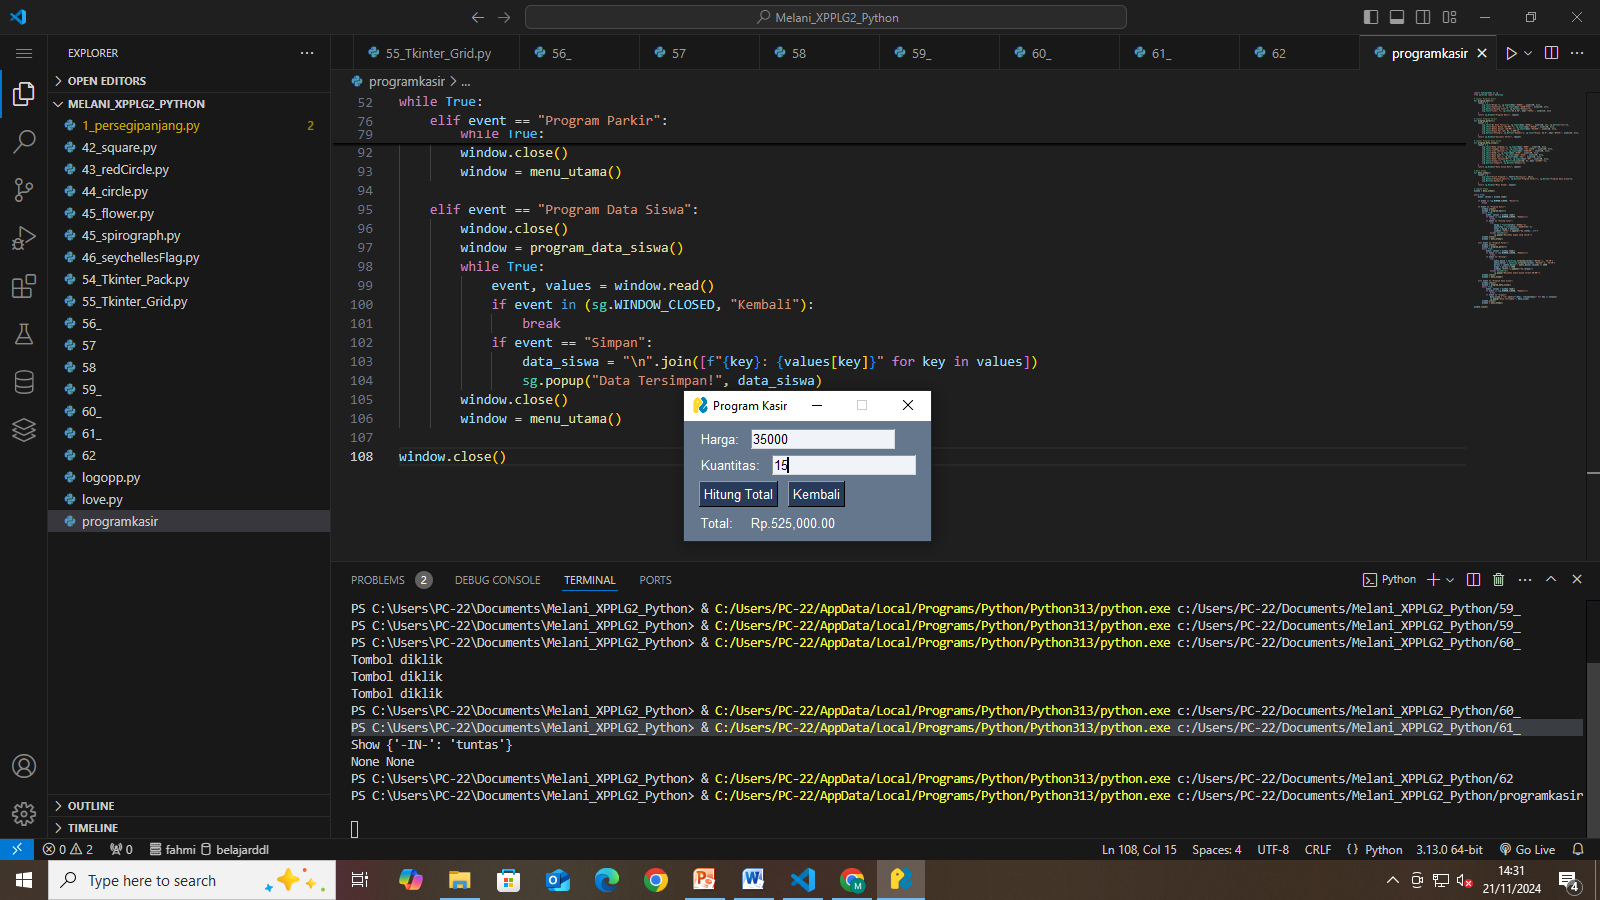 Melani_XPPLG2_Python
EXPLORER
55_Tkinter_Grid.py
56_
57
58
59_
60_
61_
62
programkasir
OPEN EDITORS
programkasir > ...
MELANI_XPPLG2_PYTHON
1_persegipanjang.py 2
42_square.py
43_redCircle.py
44_circle.py
45_flower.py
45_spirograph.py
46_seychellesFlag.py
54_Tkinter_Pack.py
55_Tkinter_Grid.py
56_
57
58
59_
60_
61_
62
logopp.py
love.py
programkasir
OUTLINE
TIMELINE
52 while True:
76 elif event == "Program Parkir":
79 while True:
92 window.close()
93 window = menu_utama()
94
95 elif event == "Program Data Siswa":
96 window.close()
97 window = program_data_siswa()
98 while True:
99 event, values = window.read()
100 if event in (sg.WINDOW_CLOSED, "Kembali"):
101 break
102 if event == "Simpan":
103 data_siswa = "\n".join([f"{key}: {values[key]}" for key in values])
104 sg.popup("Data Tersimpan!", data_siswa)
105 window.close()
106 window = menu_utama()
107
108 window.close()
Program Kasir
Harga: 35000
Kuantitas: 15
Hitung Total Kembali
Total: Rp.525,000.00
PROBLEMS 2 DEBUG CONSOLE TERMINAL PORTS
Python
PS C:\Users\PC-22\Documents\Melani_XPPLG2_Python> & C:/Users/PC-22/AppData/Local/Programs/Python/Python313/python.exe c:/Users/PC-22/Documents/Melani_XPPLG2_Python/59_
PS C:\Users\PC-22\Documents\Melani_XPPLG2_Python> & C:/Users/PC-22/AppData/Local/Programs/Python/Python313/python.exe c:/Users/PC-22/Documents/Melani_XPPLG2_Python/59_
PS C:\Users\PC-22\Documents\Melani_XPPLG2_Python> & C:/Users/PC-22/AppData/Local/Programs/Python/Python313/python.exe c:/Users/PC-22/Documents/Melani_XPPLG2_Python/60_
Tombol diklik
Tombol diklik
Tombol diklik
PS C:\Users\PC-22\Documents\Melani_XPPLG2_Python> & C:/Users/PC-22/AppData/Local/Programs/Python/Python313/python.exe c:/Users/PC-22/Documents/Melani_XPPLG2_Python/60_
PS C:\Users\PC-22\Documents\Melani_XPPLG2_Python> & C:/Users/PC-22/AppData/Local/Programs/Python/Python313/python.exe c:/Users/PC-22/Documents/Melani_XPPLG2_Python/61_
Show {'-IN-': 'tuntas'}
None None
PS C:\Users\PC-22\Documents\Melani_XPPLG2_Python> & C:/Users/PC-22/AppData/Local/Programs/Python/Python313/python.exe c:/Users/PC-22/Documents/Melani_XPPLG2_Python/62
PS C:\Users\PC-22\Documents\Melani_XPPLG2_Python> & C:/Users/PC-22/AppData/Local/Programs/Python/Python313/python.exe c:/Users/PC-22/Documents/Melani_XPPLG2_Python/programkasir
0 2 0 fahmi belajarddl
Ln 108, Col 15 Spaces: 4 UTF-8 CRLF {} Python 3.13.0 64-bit Go Live
Type here to search
14:31
21/11/2024
4